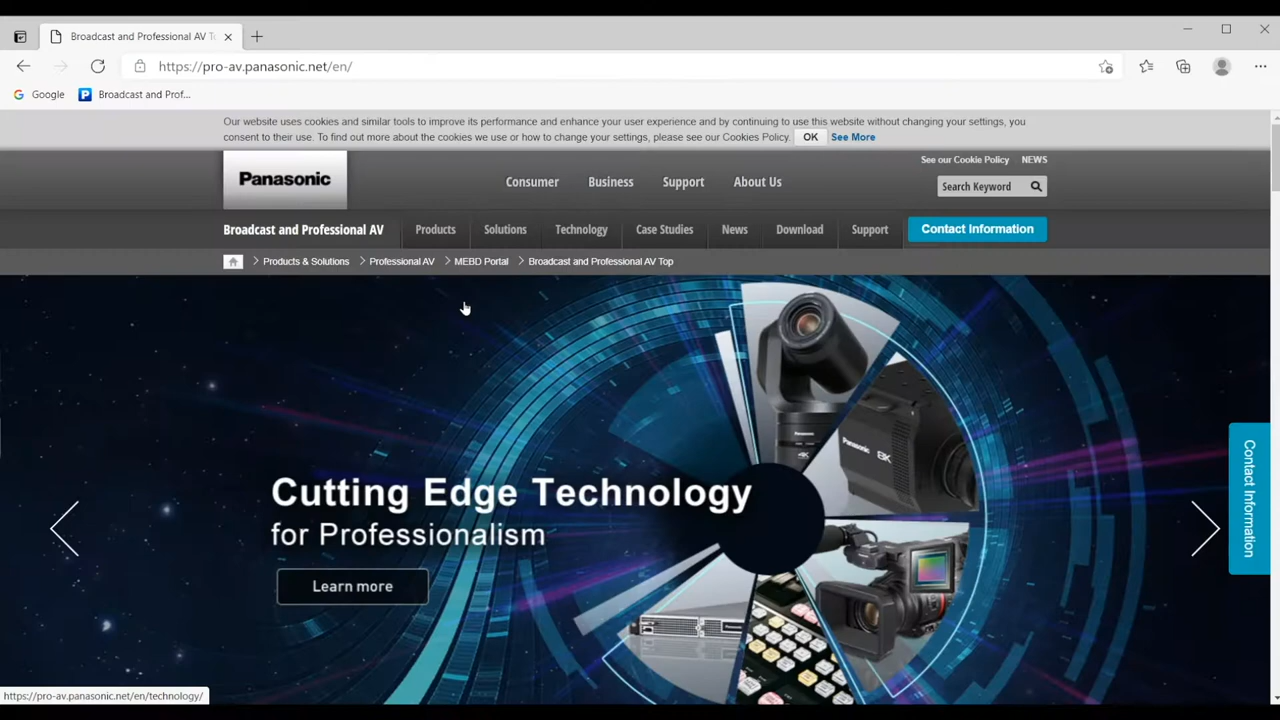 Broadcast and Professional AV To
https://pro-av.panasonic.net/en/
Google
Broadcast and Prof...
Our website uses cookies and similar tools to improve its performance and enhance your user experience and by continuing to use this website without changing your settings, you
consent to their use. To find out more about the cookies we use or how to change your settings, please see our Cookies Policy. OK See More
See our Cookie Policy NEWS
Panasonic
Consumer Business Support About Us
Search Keyword
Broadcast and Professional AV Products Solutions Technology Case Studies News Download Support Contact Information
Products & Solutions > Professional AV > MEBD Portal > Broadcast and Professional AV Top
Panasonic
4K
Panasonic 8K
Cutting Edge Technology
for Professionalism
Learn more
Contact Information
https://pro-av.panasonic.net/en/technology/